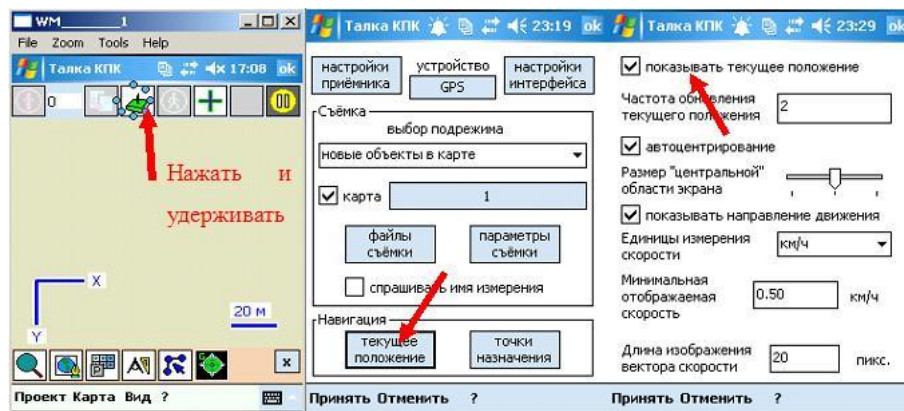 WM_____1
File Zoom Tools Help
Талка КПК 17:08 ok
0
Нажать и
удерживать
X
Y
20 м
x
Проект Карта Вид ?
Талка КПК 23:19 ok
настройки
приёмника
устройство
GPS
настройки
интерфейса
Съёмка
выбор подрежима
новые объекты в карте
карта 1
файлы
съёмки
параметры
съёмки
спрашивать имя измерения
Навигация
текущее
положение
точки
назначения
Принять Отменить ?
Талка КПК 23:29 ok
показывать текущее положение
Частота обновления
текущего положения
2
автоцентрирование
Размер "центральной"
области экрана
показывать направление движения
Единицы измерения
скорости
км/ч
Минимальная
отображаемая
скорость
0.50 км/ч
Длина изображения
вектора скорости
20 пикс.
Принять Отменить ?